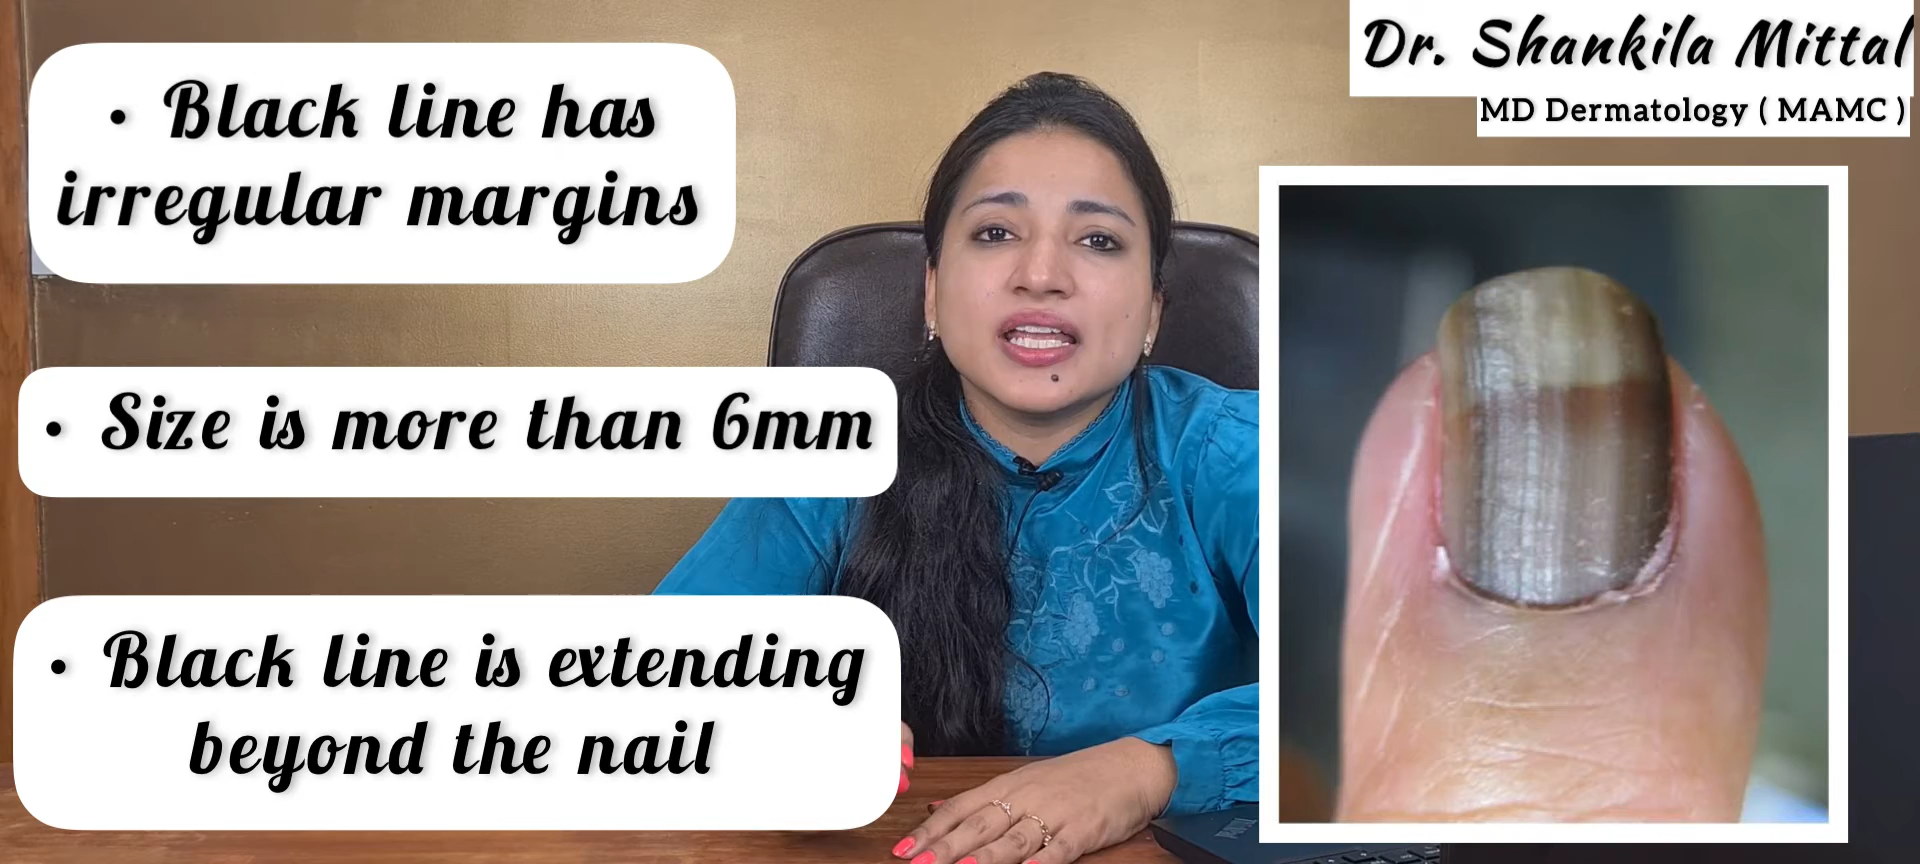 Dr. Shankila Mittal
MD Dermatology ( MAMC )
• Black line has
irregular margins
• Size is more than 6mm
• Black line is extending
beyond the nail